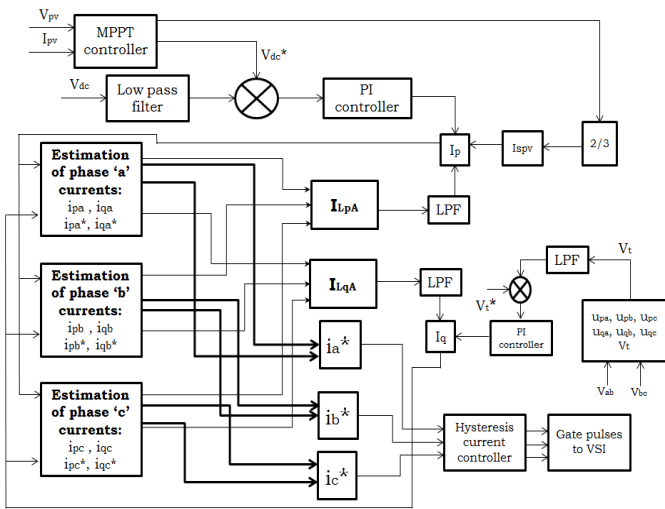 Vpv
Ipv
MPPT
controller
Vdc*
Vdc
Low pass
filter
PI
controller
Estimation
of phase ‘a’
currents:
ipa , iqa
ipa*, iqa*
Ip
Ispv
2/3
ILpA
LPF
Estimation
of phase ‘b’
currents:
ipb , iqb
ipb*, iqb*
ILqA
LPF
Vt*
LPF
Vt
PI
controller
upa, upb, upc
uqa, uqb, uqc
Vt
Vab
Vbc
Iq
ia*
Estimation
of phase ‘c’
currents:
ipc , iqc
ipc*, iqc*
ib*
ic*
Hysteresis
current
controller
Gate pulses
to VSI